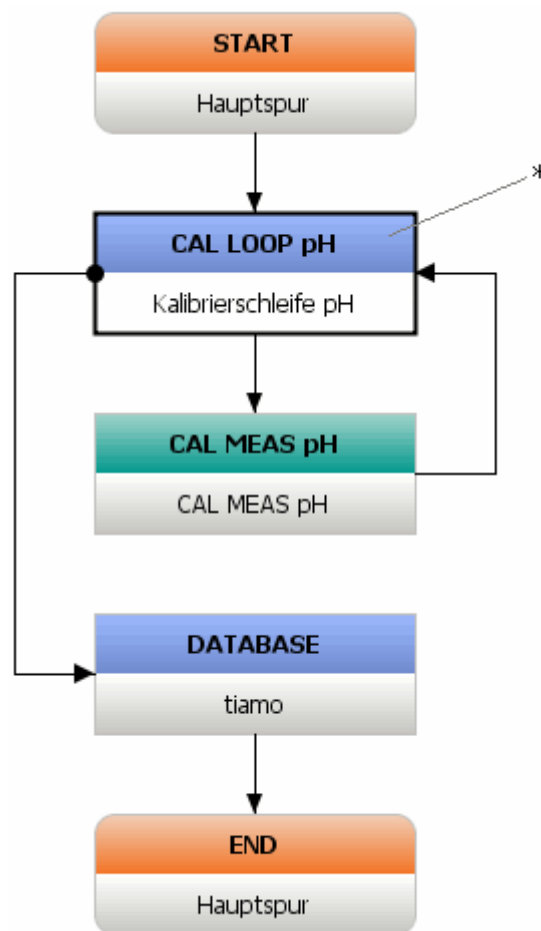 START
Hauptspur
*
CAL LOOP pH
Kalibrierschleife pH
CAL MEAS pH
CAL MEAS pH
DATABASE
tiamo
END
Hauptspur